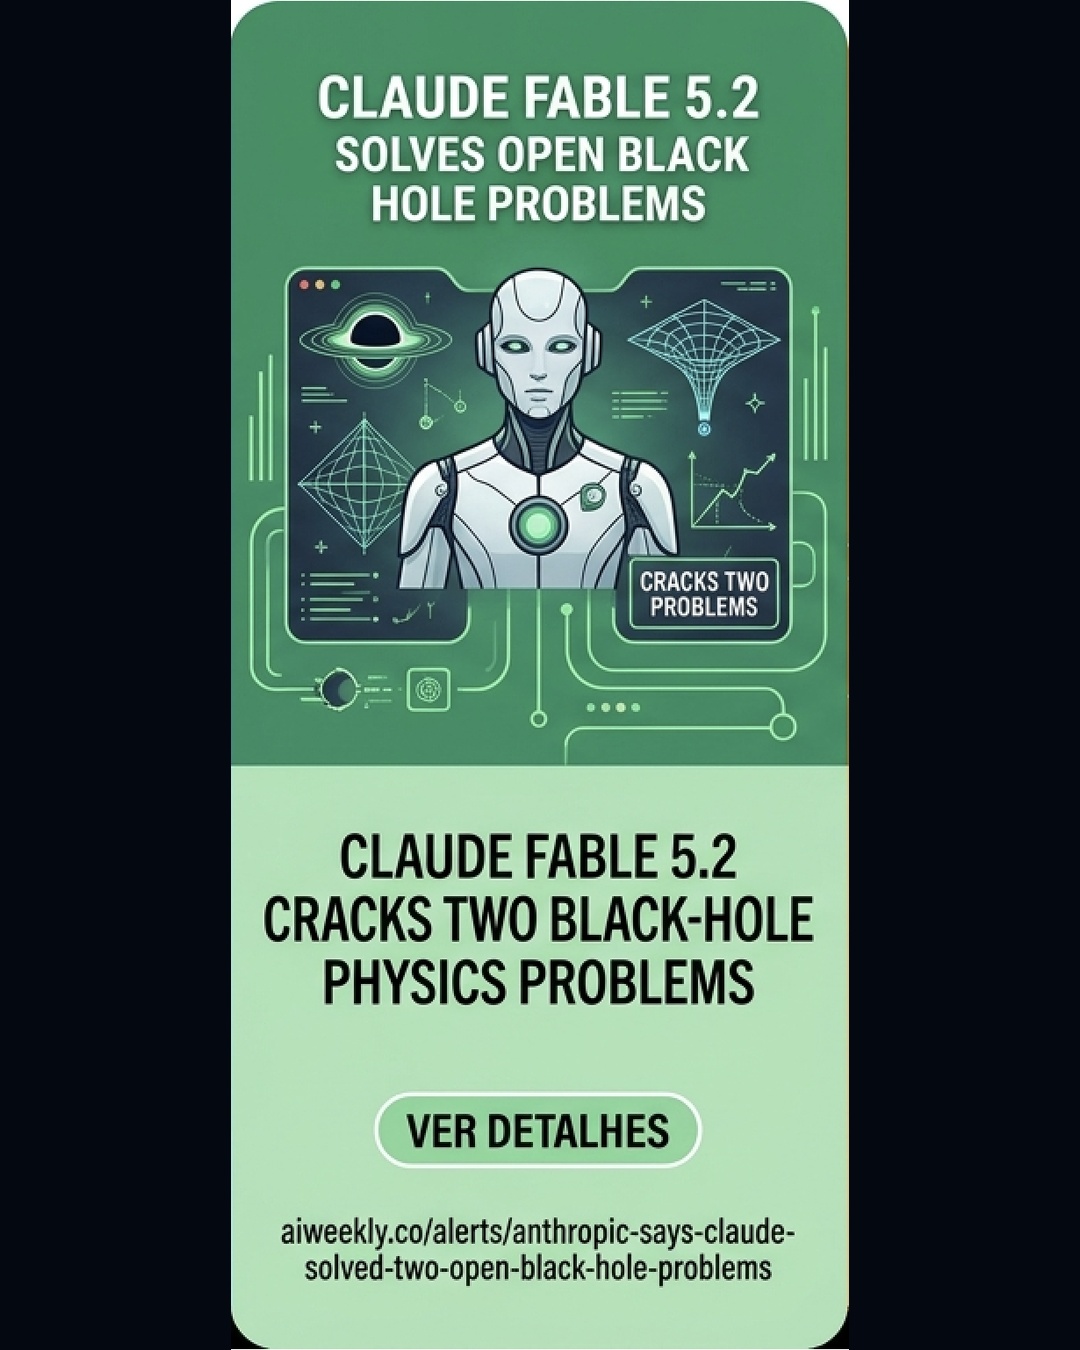 CLAUDE FABLE 5.2
SOLVES OPEN BLACK
HOLE PROBLEMS
CRACKS TWO
PROBLEMS
CLAUDE FABLE 5.2
CRACKS TWO BLACK-HOLE
PHYSICS PROBLEMS
VER DETALHES
aiweekly.co/alerts/anthropic-says-claude-
solved-two-open-black-hole-problems